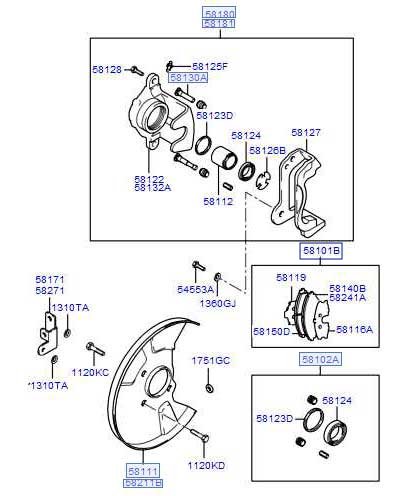 58180
58181
58125F
58128
58130A
58123D
58124
58127
58126B
58122
58132A
58112
58101B
58171
58271
54553A
58119
1310TA
1360GJ
58140B
58241A
58150D
58116A
1751GC
58102A
1310TA
1120KC
58123D
58124
58111
58211B
1120KD